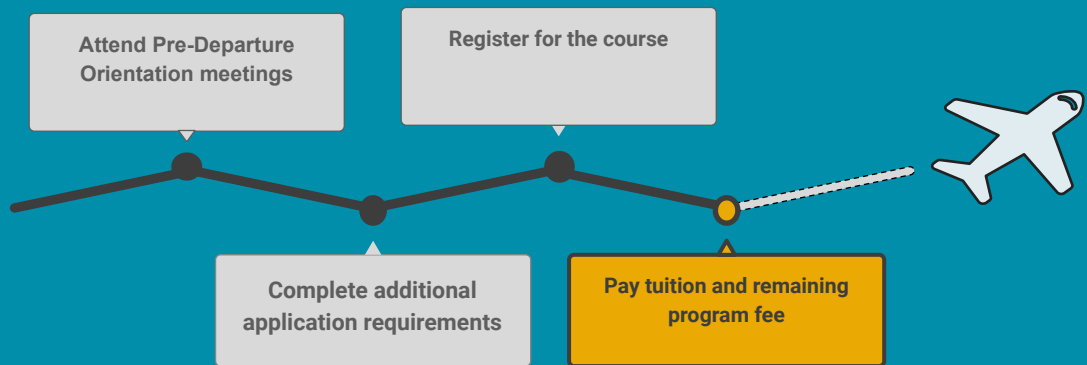 Attend Pre-Departure
Orientation meetings
Complete additional
application requirements
Register for the course
Pay tuition and remaining
program fee